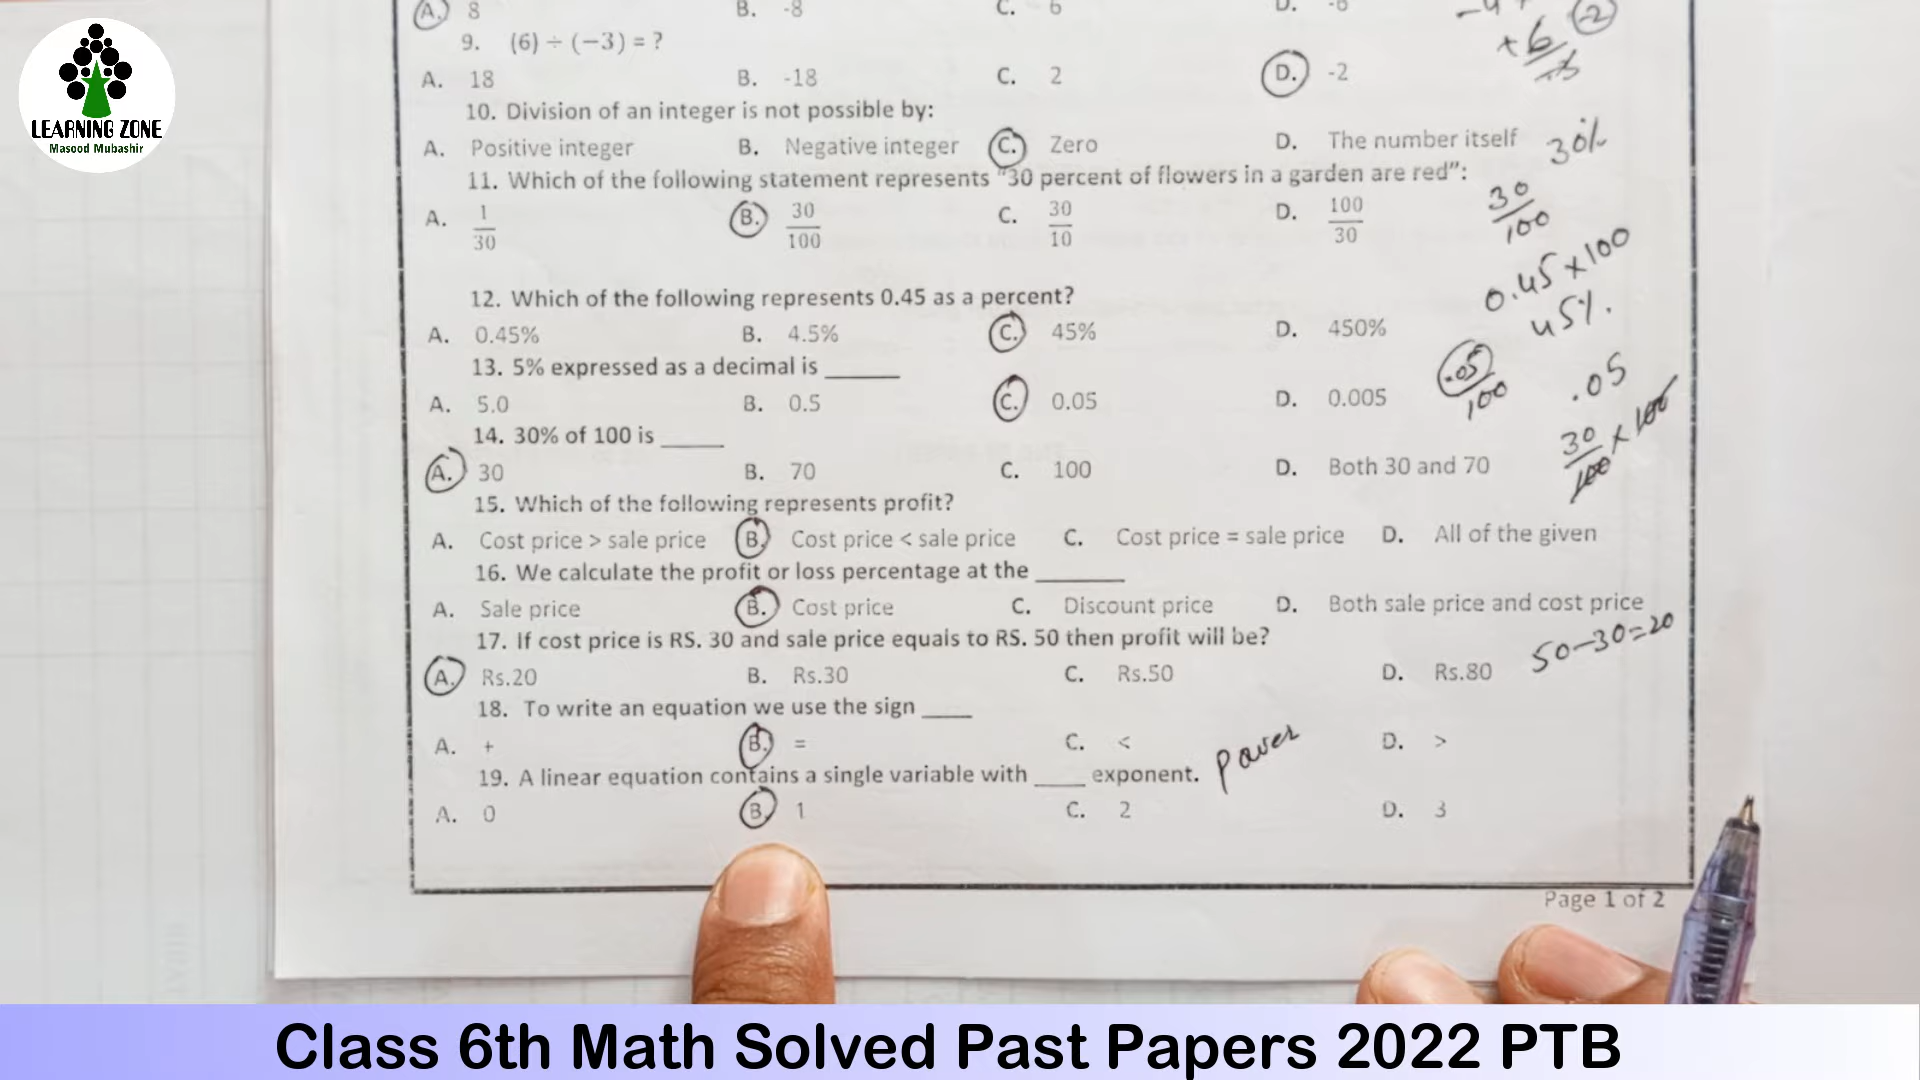 A. 8 B. -8 C. 6 D. -6
9. (6) ÷ (−3) = ?
+6
-2
A. 18 B. -18 C. 2 D. -2
10. Division of an integer is not possible by:
A. Positive integer B. Negative integer C. Zero D. The number itself
30%
11. Which of the following statement represents "30 percent of flowers in a garden are red":
A. 1/30 B. 30/100 C. 30/10 D. 100/30
30/100
0.45×100
12. Which of the following represents 0.45 as a percent?
45%.
A. 0.45% B. 4.5% C. 45% D. 450%
13. 5% expressed as a decimal is _____
.05/100 .05
A. 5.0 B. 0.5 C. 0.05 D. 0.005
14. 30% of 100 is _____
30/100 × 100
A. 30 B. 70 C. 100 D. Both 30 and 70
15. Which of the following represents profit?
A. Cost price > sale price B. Cost price < sale price C. Cost price = sale price D. All of the given
16. We calculate the profit or loss percentage at the ______
A. Sale price B. Cost price C. Discount price D. Both sale price and cost price
17. If cost price is RS. 30 and sale price equals to RS. 50 then profit will be?
50−30=20
A. Rs.20 B. Rs.30 C. Rs.50 D. Rs.80
18. To write an equation we use the sign ____
A. + B. = C. < D. >
19. A linear equation contains a single variable with ____ exponent. Power
A. 0 B. 1 C. 2 D. 3
Page 1 of 2
LEARNING ZONE
Masood Mubashir
Class 6th Math Solved Past Papers 2022 PTB